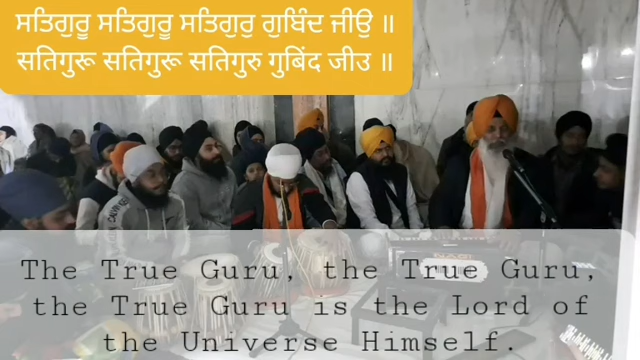 ਸਤਿਗੁਰੂ ਸਤਿਗੁਰੂ ਸਤਿਗੁਰੁ ਗੁਬਿੰਦ ਜੀਉ ॥
सतिगुरू सतिगुरू सतिगुरु गुबिंद जीउ ॥
The True Guru, the True Guru,
the True Guru is the Lord of
the Universe Himself.